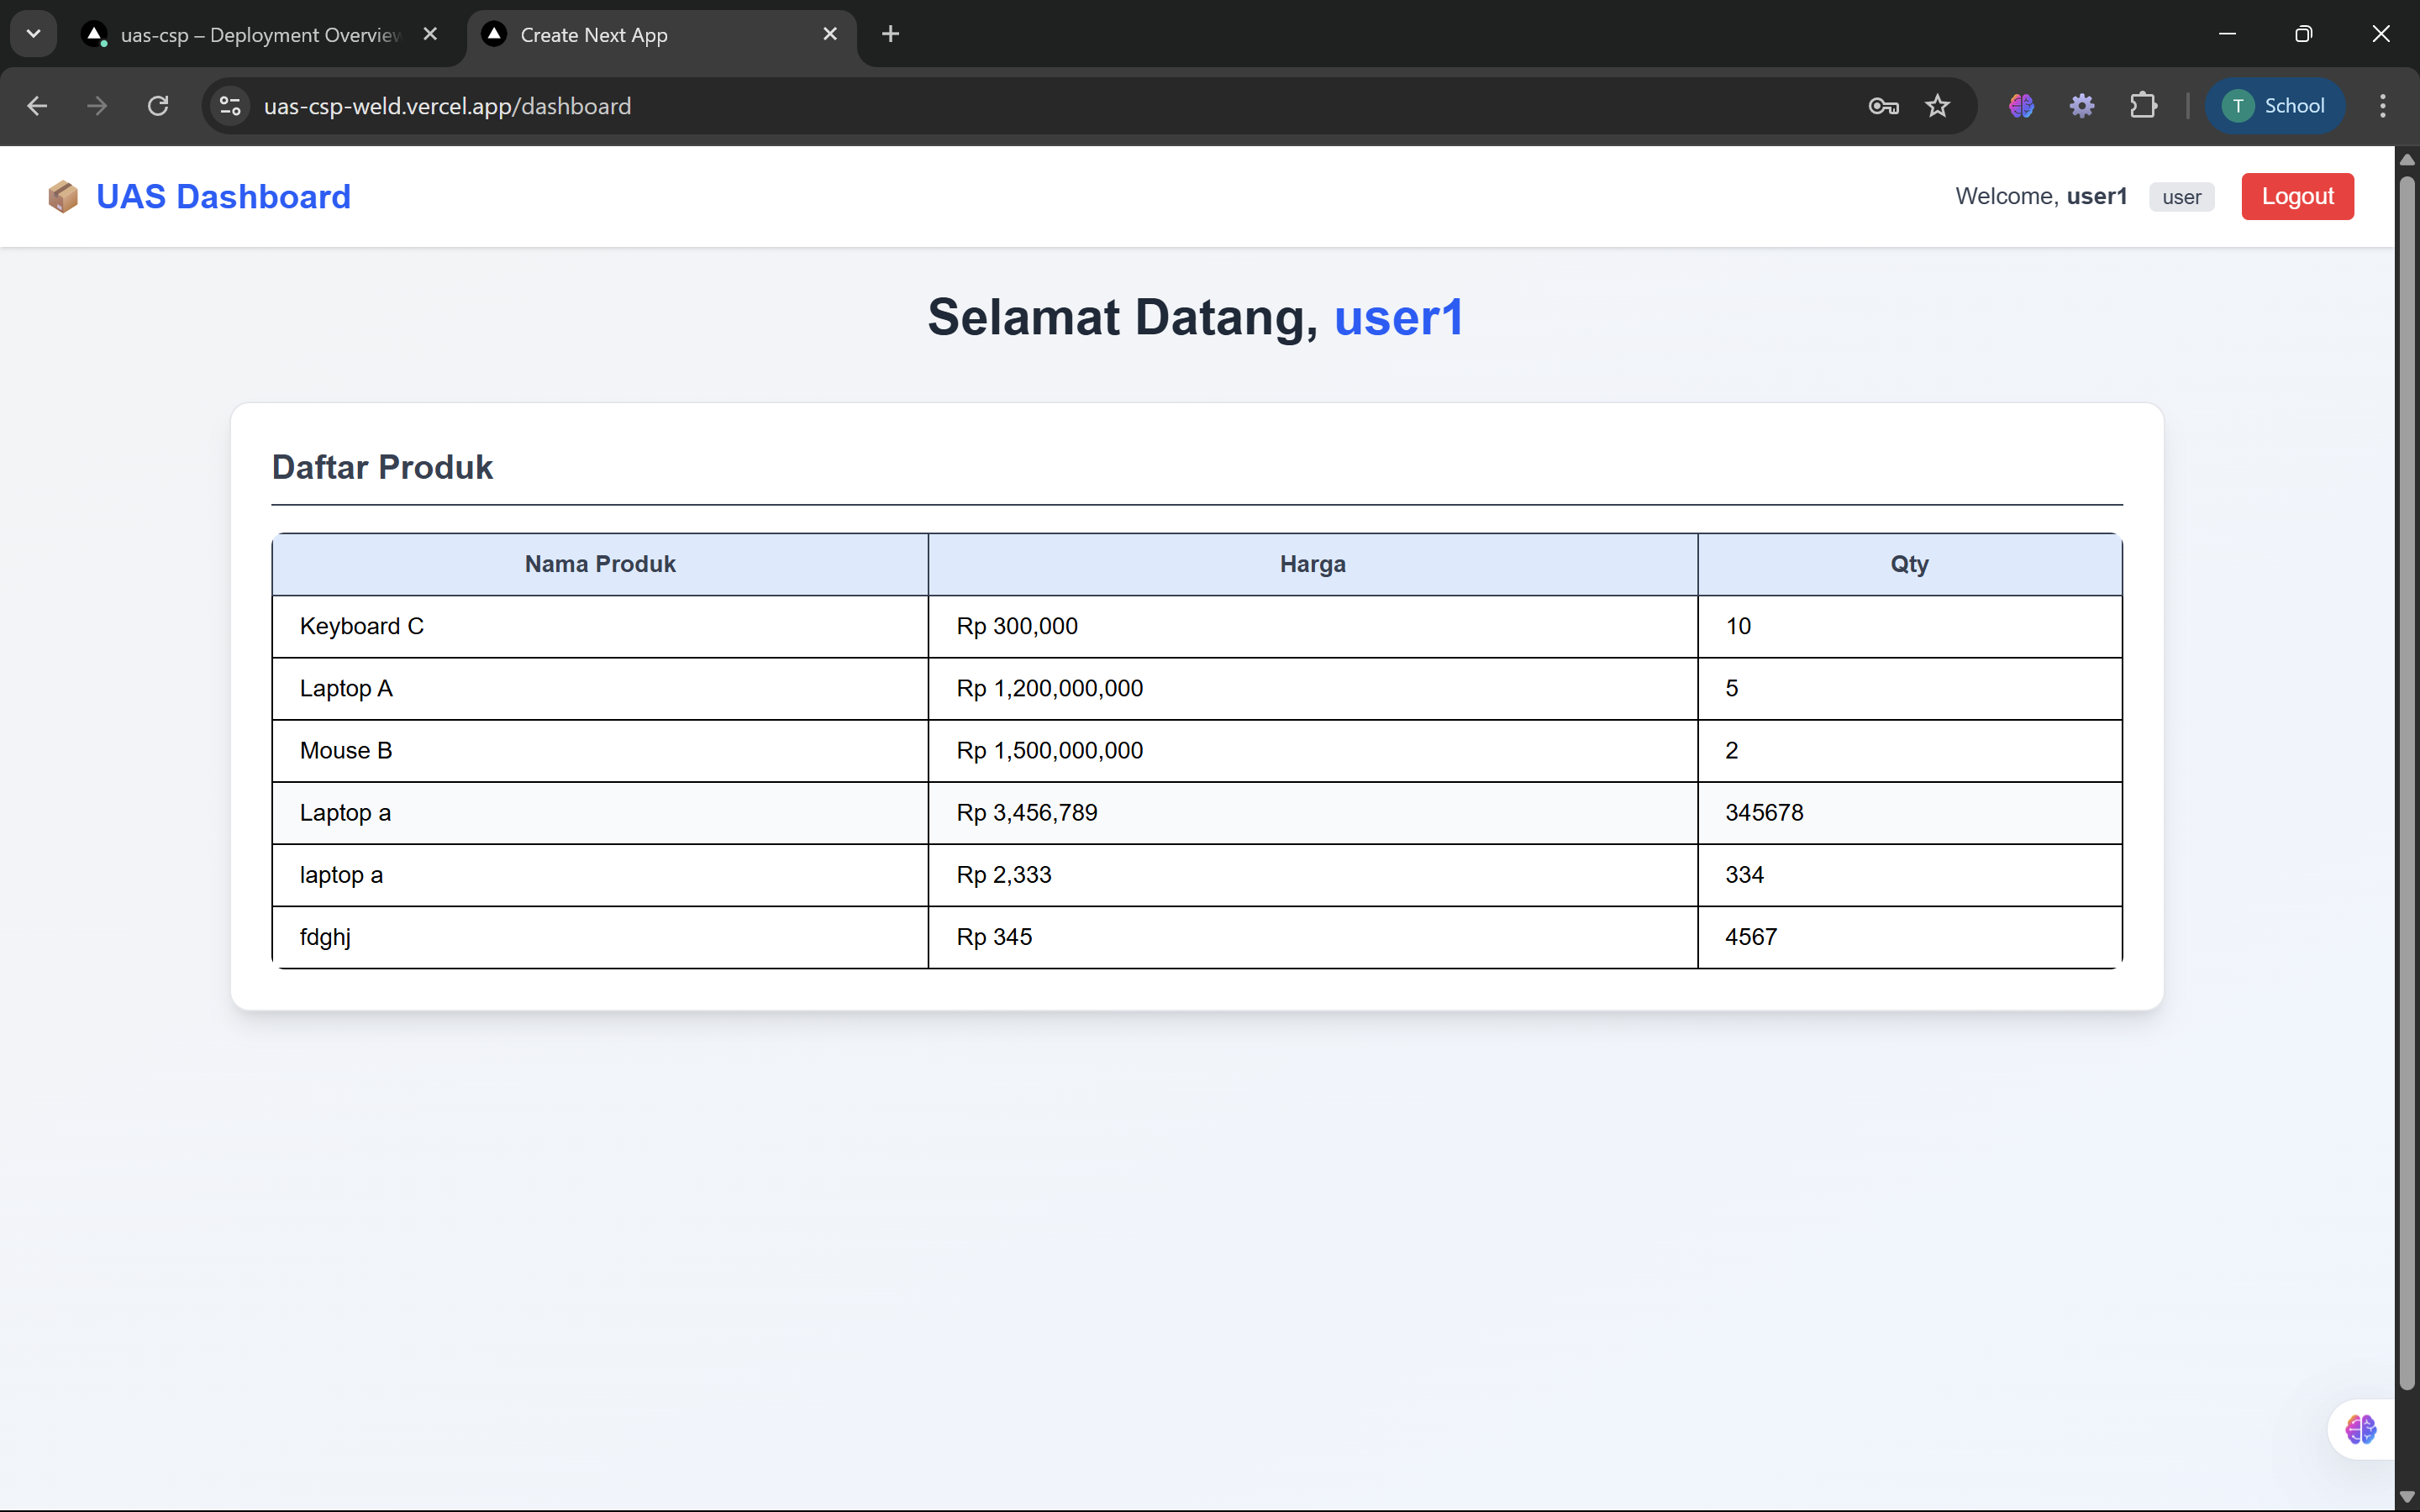 uas-csp – Deployment Overview
Create Next App
uas-csp-weld.vercel.app/dashboard
T School
UAS Dashboard
Welcome, user1 user Logout
Selamat Datang, user1
Daftar Produk
Nama Produk Harga Qty
Keyboard C Rp 300,000 10
Laptop A Rp 1,200,000,000 5
Mouse B Rp 1,500,000,000 2
Laptop a Rp 3,456,789 345678
laptop a Rp 2,333 334
fdghj Rp 345 4567